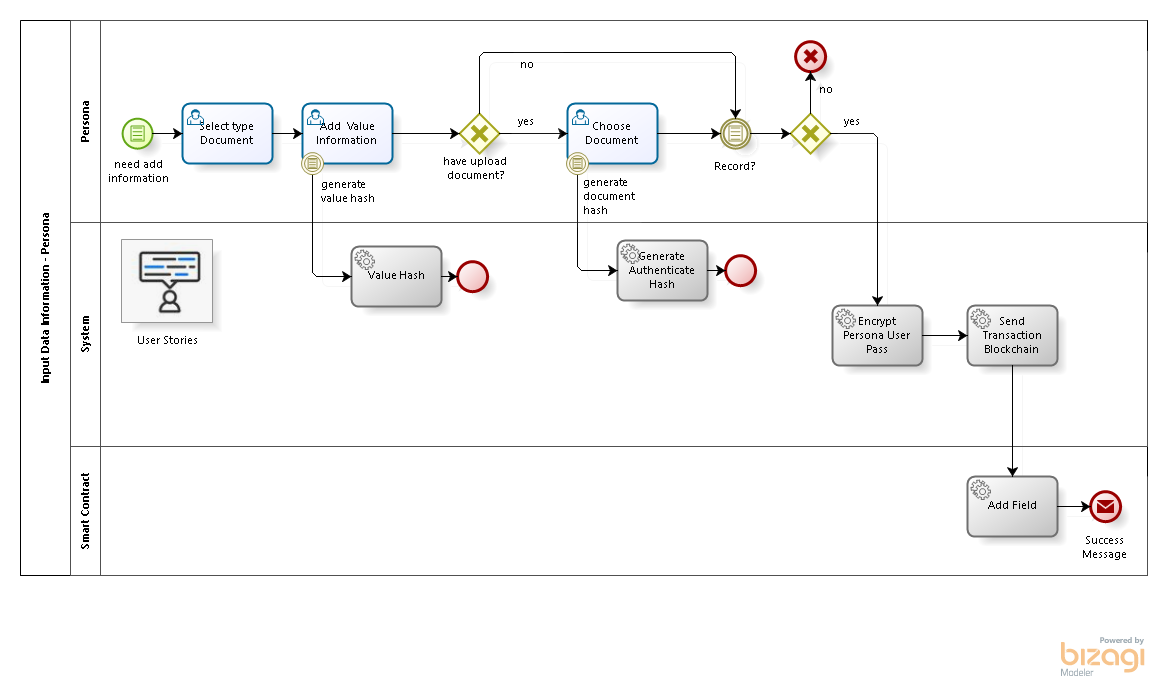 Input Data Information - Persona
Persona
need add
information
Select type
Document
Add Value
Information
generate
value hash
no
have upload
document?
yes
Choose
Document
generate
document
hash
Record?
no
yes
System
User Stories
Value Hash
Generate
Authenticate
Hash
Encrypt
Persona User
Pass
Send
Transaction
Blockchain
Smart Contract
Add Field
Success
Message
Powered by
bizagi
Modeler